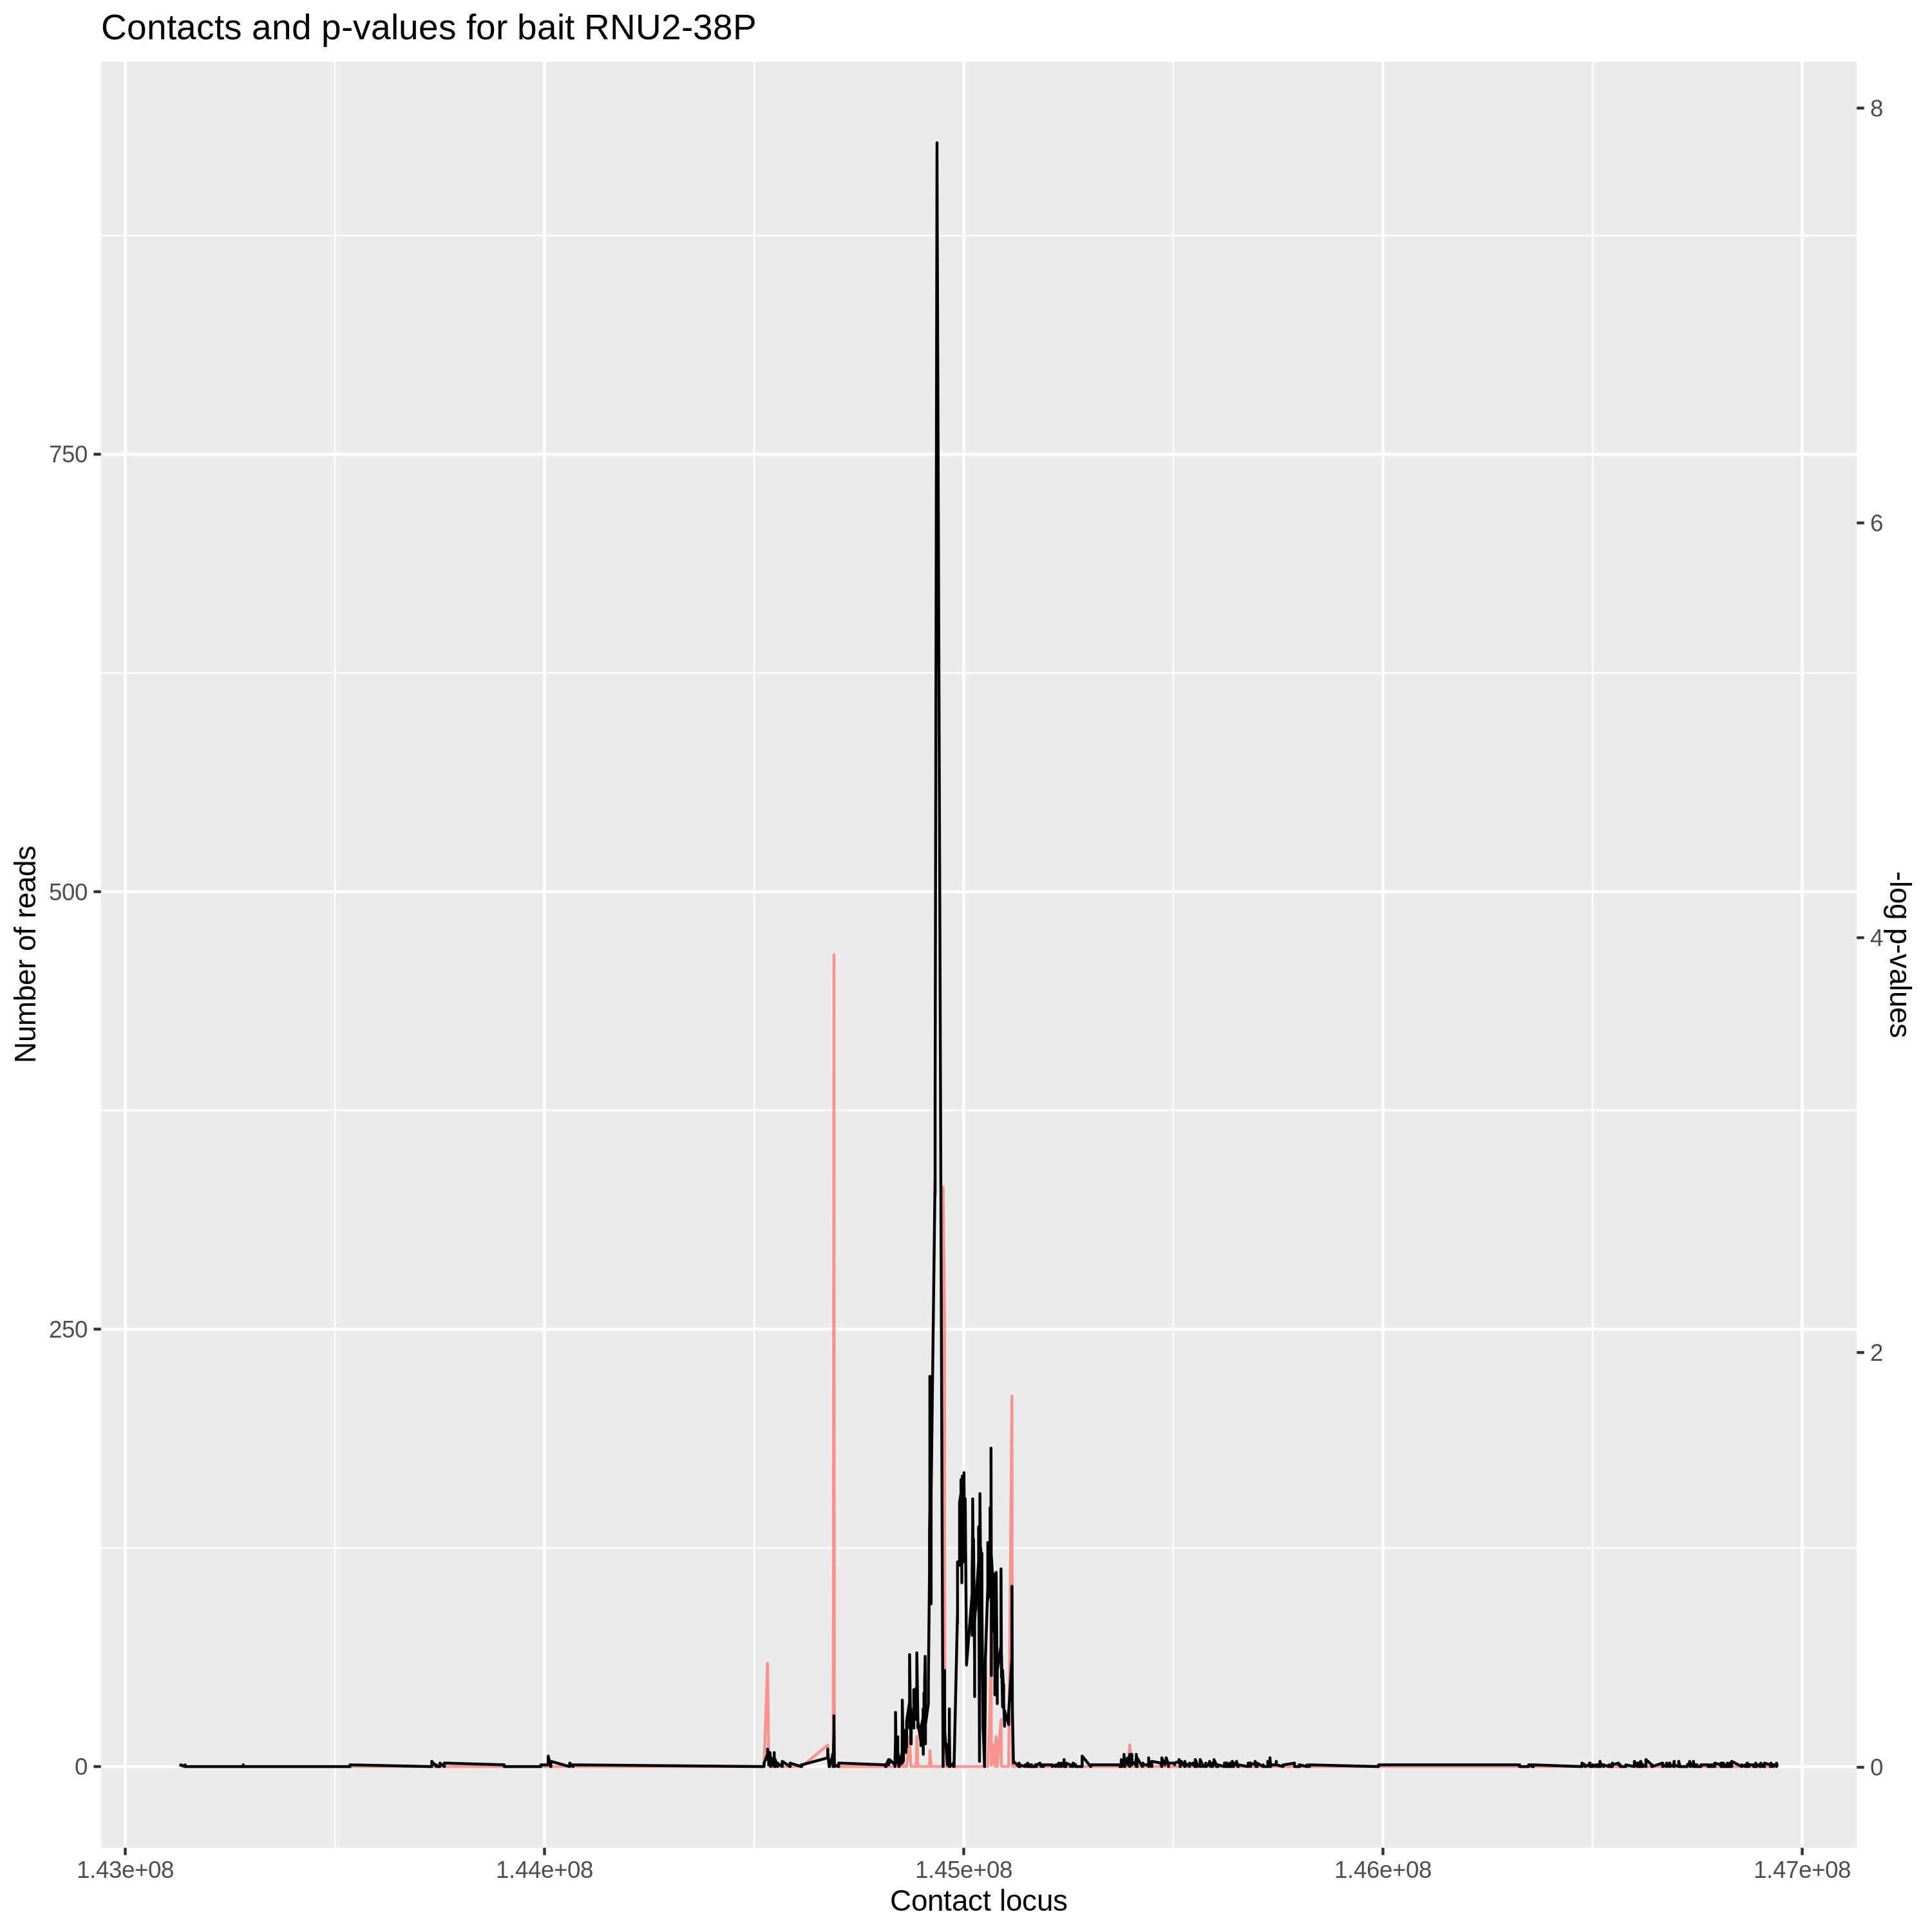 Contacts and p-values for bait RNU2-38P
8
750
6
Number of reads
500
-log p-values
4
250
2
0
0
1.43e+08
1.44e+08
1.45e+08
1.46e+08
1.47e+08
Contact locus